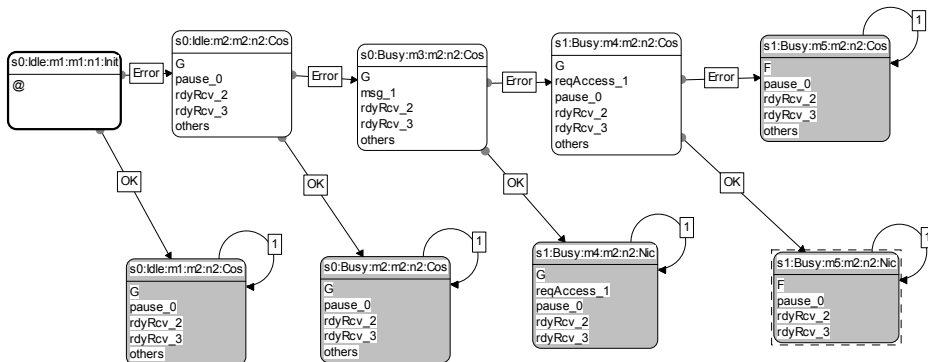 s0:Idle:m1:m1:n1:Init
@
Error
s0:Idle:m2:m2:n2:Cos
G
pause_0
rdyRcv_2
rdyRcv_3
others
Error
s0:Busy:m3:m2:n2:Cos
G
msg_1
rdyRcv_2
rdyRcv_3
others
Error
s1:Busy:m4:m2:n2:Cos
G
reqAccess_1
pause_0
rdyRcv_2
rdyRcv_3
others
Error
s1:Busy:m5:m2:n2:Cos
F
pause_0
rdyRcv_2
rdyRcv_3
others
1
OK
OK
OK
OK
s0:Idle:m1:m2:n2:Cos
G
pause_0
rdyRcv_2
rdyRcv_3
others
1
s0:Busy:m2:m2:n2:Cos
G
pause_0
rdyRcv_2
rdyRcv_3
others
1
s1:Busy:m4:m2:n2:Nic
G
reqAccess_1
pause_0
rdyRcv_2
rdyRcv_3
1
s1:Busy:m5:m2:n2:Nic
F
pause_0
rdyRcv_2
rdyRcv_3
1